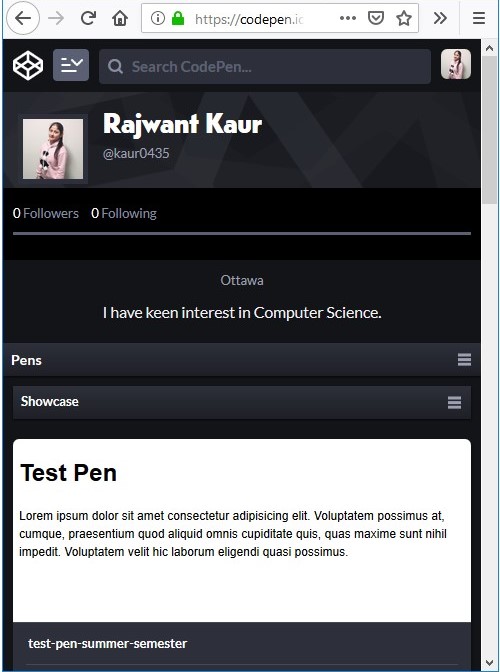 https://codepen.ic
Search CodePen...
Rajwant Kaur
@kaur0435
0 Followers 0 Following
Ottawa
I have keen interest in Computer Science.
Pens
Showcase
Test Pen
Lorem ipsum dolor sit amet consectetur adipisicing elit. Voluptatem possimus at,
cumque, praesentium quod aliquid omnis cupiditate quis, quas maxime sunt nihil
impedit. Voluptatem velit hic laborum eligendi quasi possimus.
test-pen-summer-semester